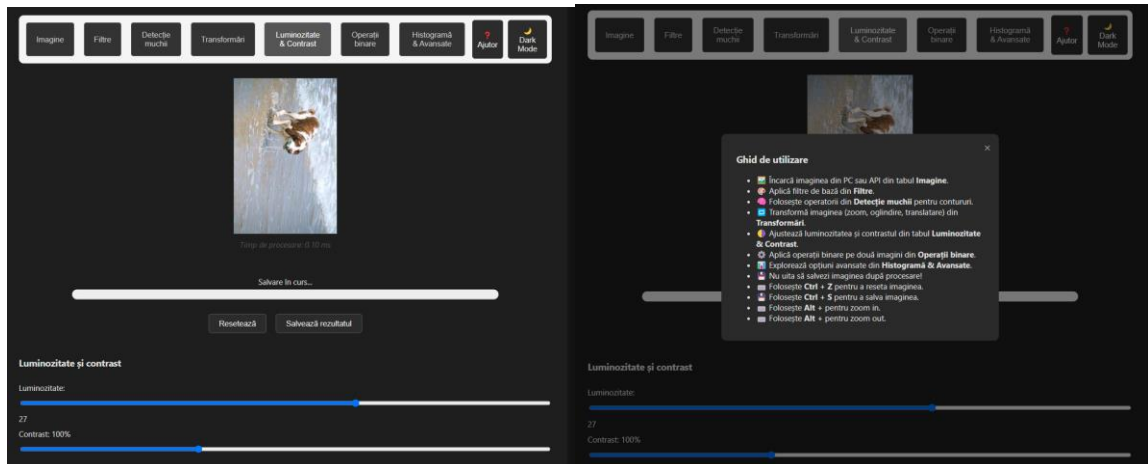 Imagine
Filtre
Detecție
muchii
Transformări
Luminozitate
& Contrast
Operații
binare
Histogramă
& Avansate
Ajutor
Dark
Mode
Timp de procesare: 6.10 ms
Salvare în curs...
Resetează
Salvează rezultatul
Luminozitate și contrast
Luminozitate:
27
Contrast: 100%
Imagine
Filtre
Detecție
muchii
Transformări
Luminozitate
& Contrast
Operații
binare
Histogramă
& Avansate
Ajutor
Dark
Mode
Ghid de utilizare
Încarcă imaginea din PC sau API din tabul Imagine.
Aplică filtre de bază din Filtre.
Folosește operatorii din Detecție muchii pentru contururi.
Transformă imaginea (zoom, oglindire, translatare) din
Transformări.
Ajustează luminozitatea și contrastul din tabul Luminozitate
& Contrast.
Aplică operații binare pe două imagini din Operații binare.
Explorează opțiuni avansate din Histogramă & Avansate.
Nu uita să salvezi imaginea după procesare!
Folosește Ctrl + Z pentru a reseta imaginea.
Folosește Ctrl + S pentru a salva imaginea.
Folosește Alt + pentru zoom in.
Folosește Alt + pentru zoom out.
Luminozitate și contrast
Luminozitate:
27
Contrast: 100%